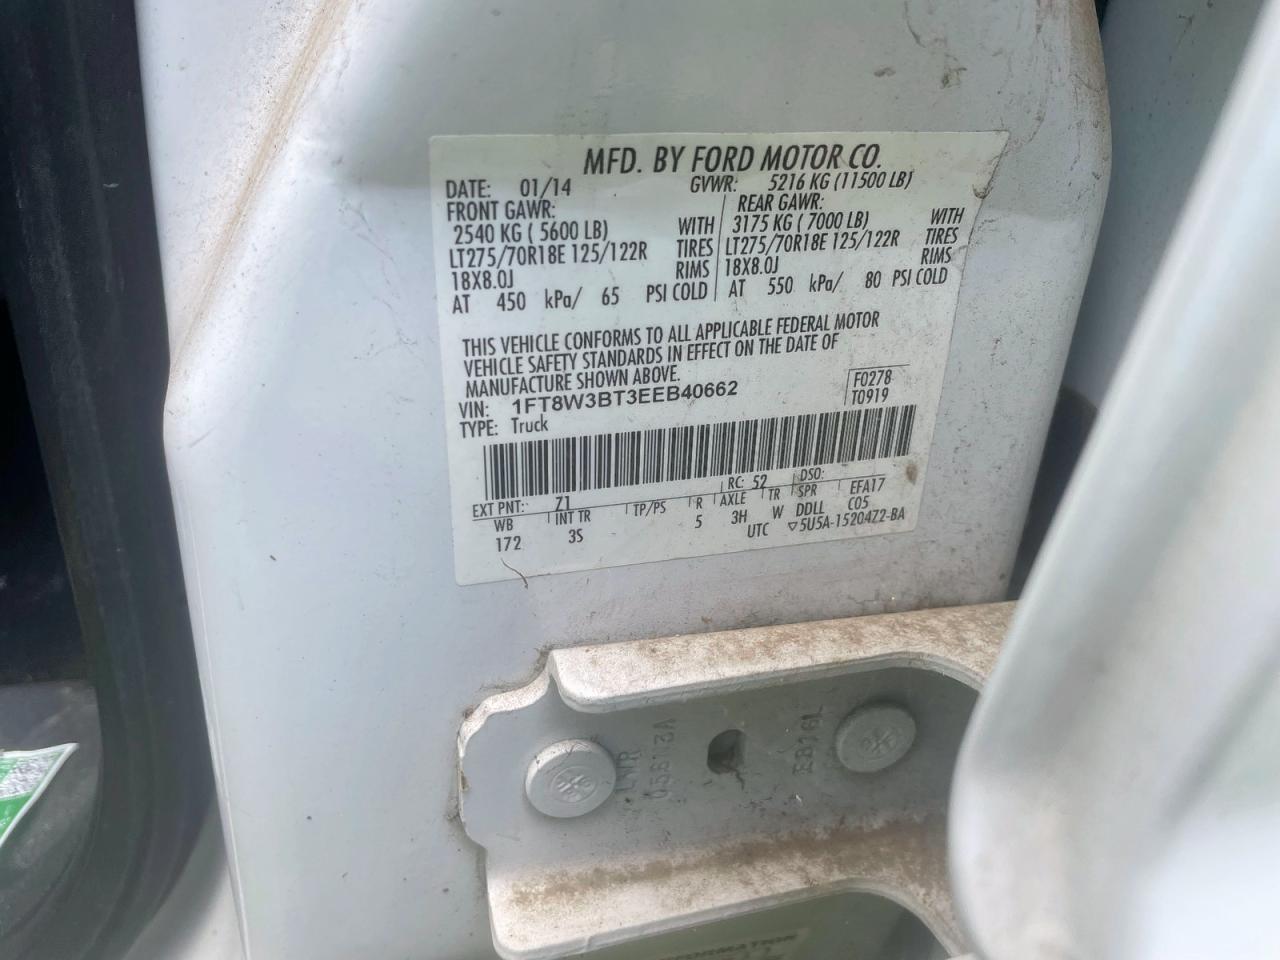 MFD. BY FORD MOTOR CO.
DATE: 01/14 GVWR: 5216 KG (11500 LB)
FRONT GAWR: REAR GAWR:
2540 KG ( 5600 LB) WITH 3175 KG ( 7000 LB) WITH
LT275/70R18E 125/122R TIRES LT275/70R18E 125/122R TIRES
18X8.0J RIMS 18X8.0J RIMS
AT 450 kPa/ 65 PSI COLD AT 550 kPa/ 80 PSI COLD
THIS VEHICLE CONFORMS TO ALL APPLICABLE FEDERAL MOTOR
VEHICLE SAFETY STANDARDS IN EFFECT ON THE DATE OF
MANUFACTURE SHOWN ABOVE.
VIN: 1FT8W3BT3EEB40662 F0278
TYPE: Truck T0919
EXT PNT: Z1 RC: 52 DSO:
WB INT TR TP/PS R AXLE TR SPR EFA17
172 3S 5 3H W DDLL C05
UTC ▽5U5A-1520472-BA